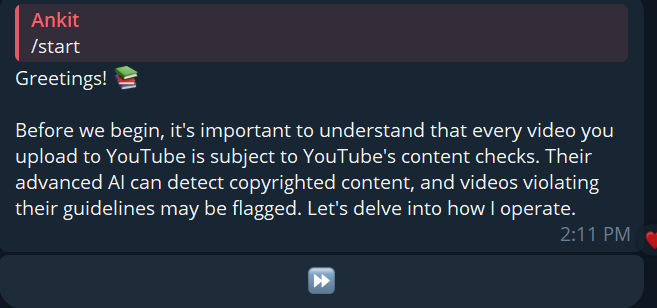 Ankit
/start
Greetings! 📚
Before we begin, it's important to understand that every video you
upload to YouTube is subject to YouTube's content checks. Their
advanced AI can detect copyrighted content, and videos violating
their guidelines may be flagged. Let's delve into how I operate.
2:11 PM